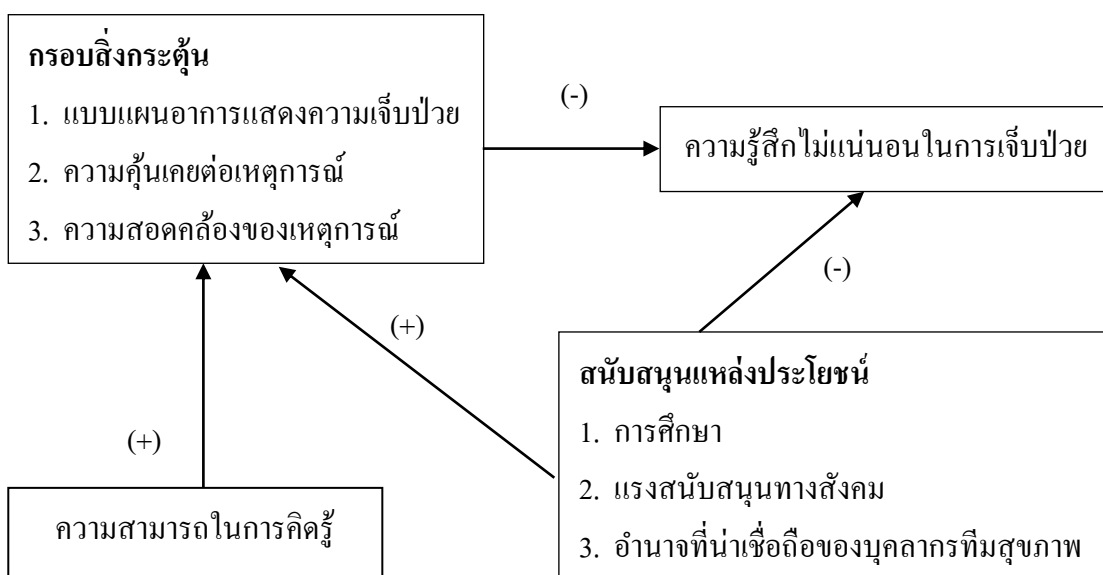 กรอบสิ่งกระตุ้น
1. แบบแผนอาการแสดงความเจ็บป่วย
2. ความคุ้นเคยต่อเหตุการณ์
3. ความสอดคล้องของเหตุการณ์
(-)
ความรู้สึกไม่แน่นอนในการเจ็บป่วย
(-)
(+)
(+)
ความสามารถในการคิดรู้
สนับสนุนแหล่งประโยชน์
1. การศึกษา
2. แรงสนับสนุนทางสังคม
3. อำนาจที่น่าเชื่อถือของบุคลากรทีมสุขภาพ